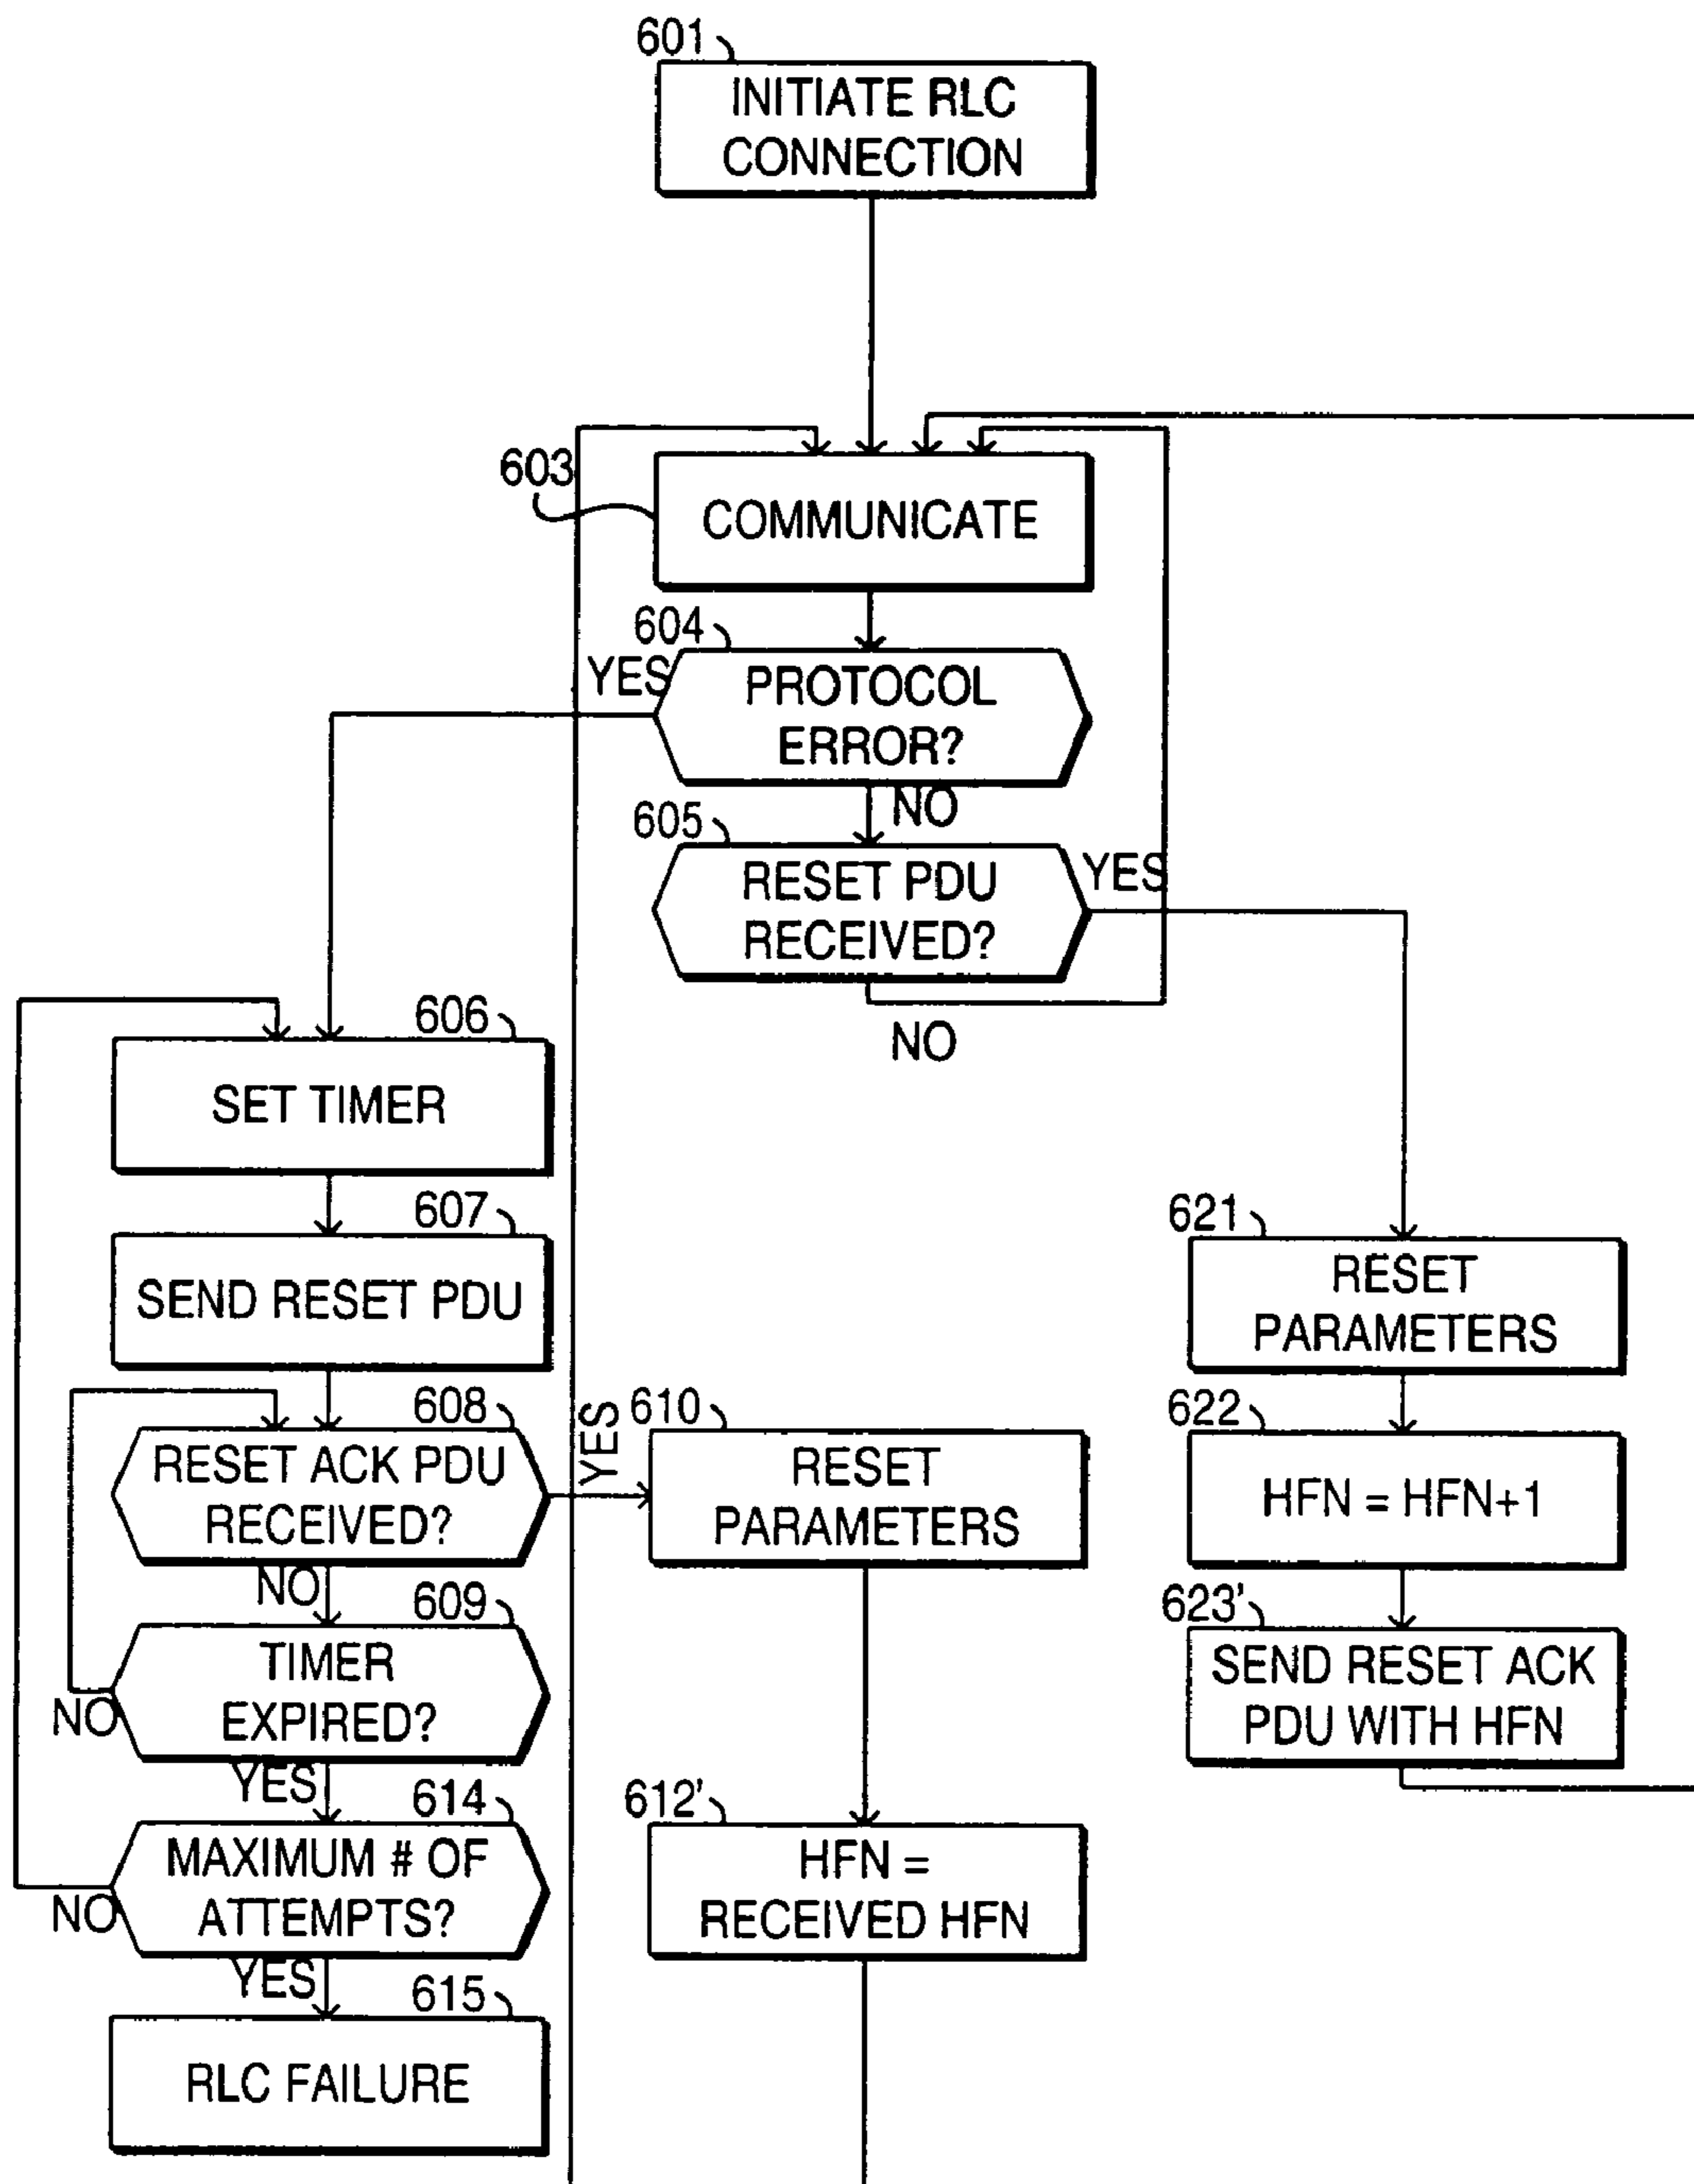 601
INITIATE RLC
CONNECTION
603
COMMUNICATE
604
YES
PROTOCOL
ERROR?
NO
605
RESET PDU
RECEIVED?
YES
NO
606
SET TIMER
607
SEND RESET PDU
608
RESET ACK PDU
RECEIVED?
YES
NO
609
TIMER
EXPIRED?
NO
YES
614
MAXIMUM # OF
ATTEMPTS?
NO
YES
615
RLC FAILURE
610
RESET
PARAMETERS
612'
HFN =
RECEIVED HFN
621
RESET
PARAMETERS
622
HFN = HFN+1
623'
SEND RESET ACK
PDU WITH HFN